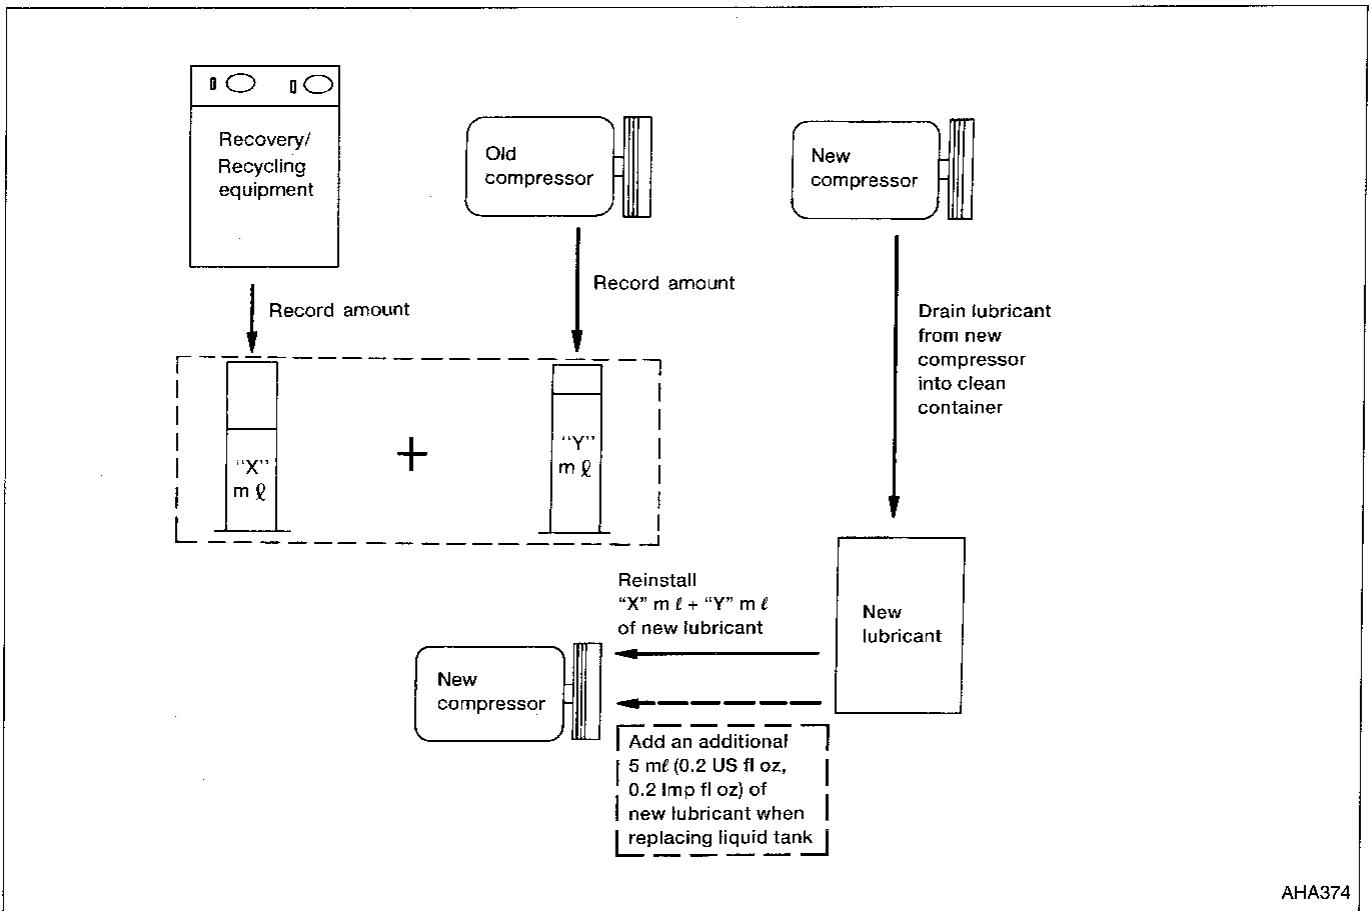 Recovery/
Recycling
equipment
Old
compressor
New
compressor
Record amount
Record amount
Drain lubricant
from new
compressor
into clean
container
"X"
m ℓ
+
"Y"
m ℓ
Reinstall
"X" m ℓ + "Y" m ℓ
of new lubricant
New
lubricant
New
compressor
Add an additional
5 mℓ (0.2 US fl oz,
0.2 Imp fl oz) of
new lubricant when
replacing liquid tank
AHA374